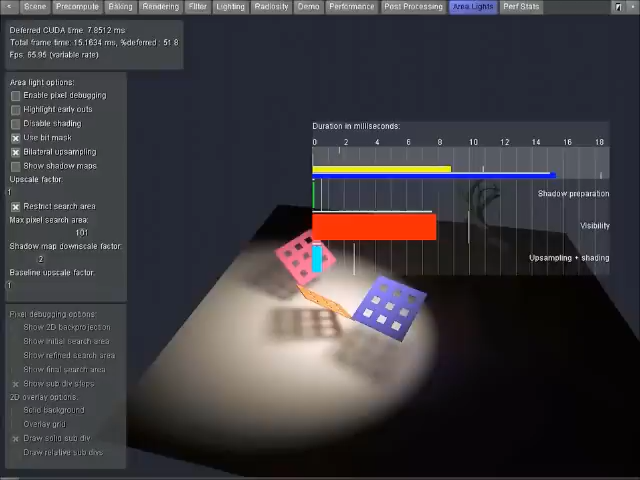 < Scene Precompute Baking Rendering Filter Lighting Radiosity Demo Performance Post Processing Area Lights Perf Stats
Deferred CUDA time: 7.8512 ms
Total frame time: 15.1634 ms, %deferred: 51.8
Fps: 65.95 (variable rate)
Area light options:
Enable pixel debugging
Highlight early outs
Disable shading
Use bit mask
Bilateral upsampling
Show shadow maps
Upscale factor:
1
Restrict search area
Max pixel search area:
101
Shadow map downscale factor:
2
Baseline upscale factor:
1
Pixel debugging options:
Show 2D backprojection
Show initial search area
Show refined search area
Show final search area
Show sub div steps
2D overlay options:
Solid background
Overlay grid
Draw solid sub div
Draw relative sub divs
Duration in milliseconds:
0 2 4 6 8 10 12 14 16 18
Shadow preparation
Visibility
Upsampling + shading